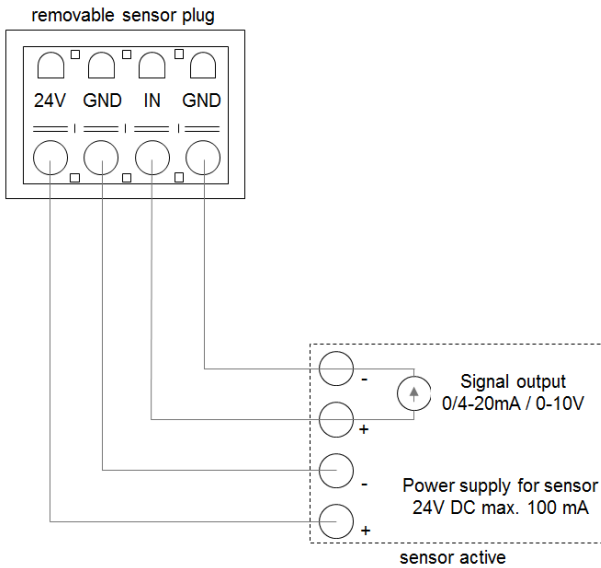 removable sensor plug
24V GND IN GND
-
Signal output
0/4-20mA / 0-10V
+
-
Power supply for sensor
24V DC max. 100 mA
+
sensor active